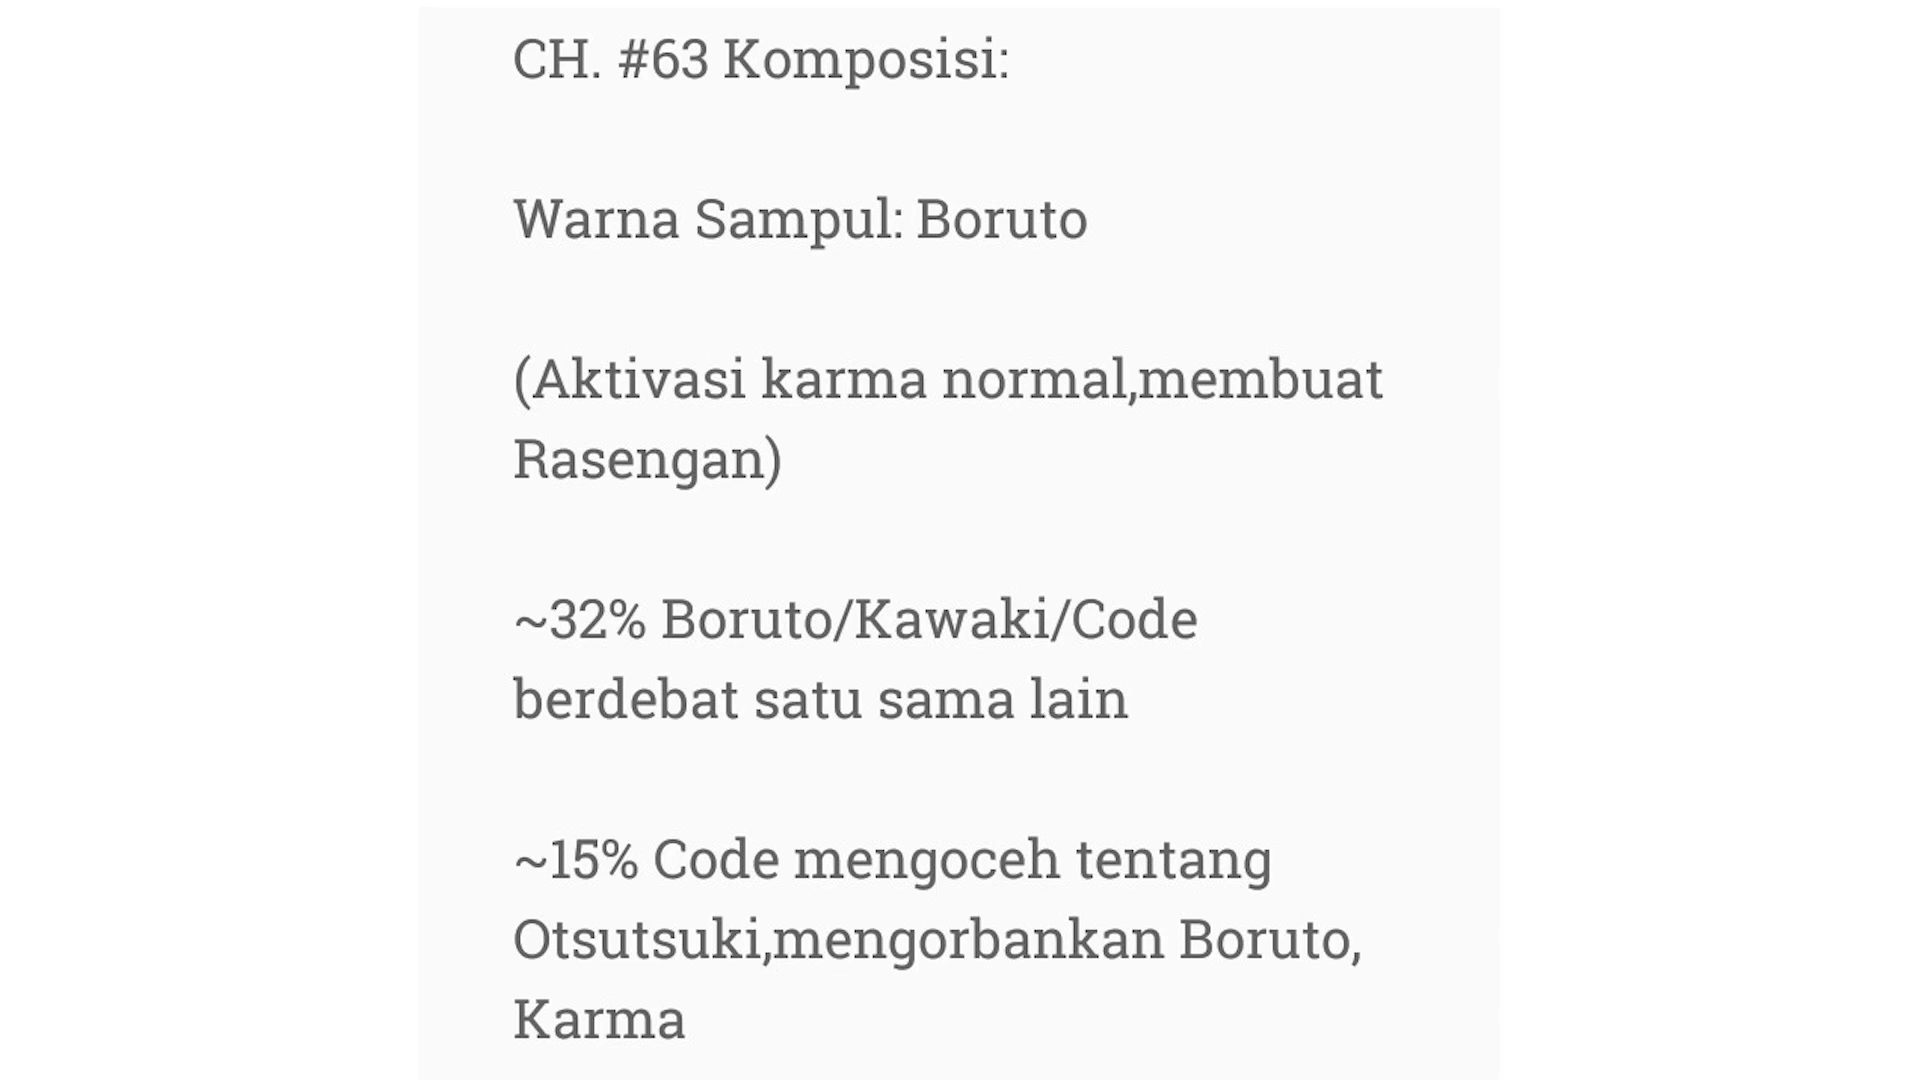 CH. #63 Komposisi:
Warna Sampul: Boruto
(Aktivasi karma normal,membuat
Rasengan)
~32% Boruto/Kawaki/Code
berdebat satu sama lain
~15% Code mengoceh tentang
Otsutsuki,mengorbankan Boruto,
Karma